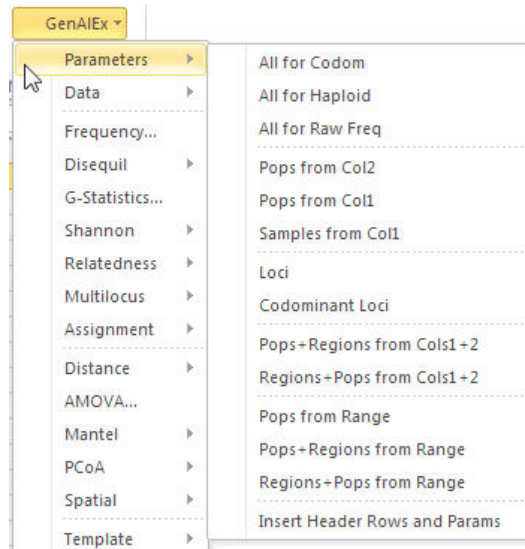 GenAlEx
Parameters
Data
Frequency...
Disequil
G-Statistics...
Shannon
Relatedness
Multilocus
Assignment
Distance
AMOVA...
Mantel
PCoA
Spatial
Template
All for Codom
All for Haploid
All for Raw Freq
Pops from Col2
Pops from Col1
Samples from Col1
Loci
Codominant Loci
Pops+Regions from Cols1+2
Regions+Pops from Cols1+2
Pops from Range
Pops+Regions from Range
Regions+Pops from Range
Insert Header Rows and Params